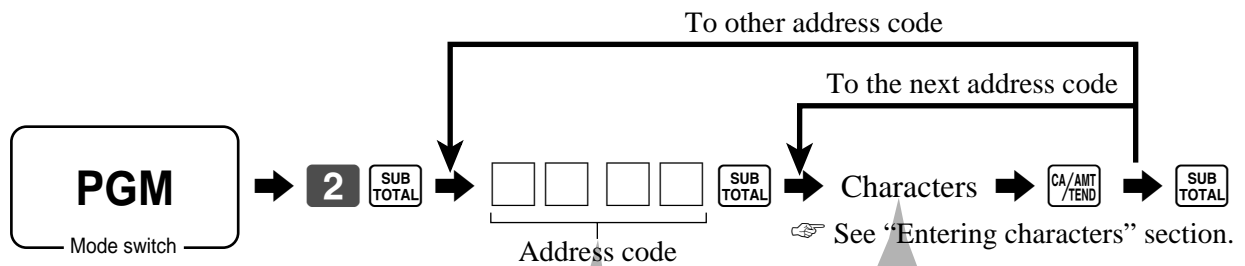 To other address code
To the next address code
PGM
Mode switch
2
SUB
TOTAL
SUB
TOTAL
Characters
CA/AMT
/TEND
SUB
TOTAL
☞ See “Entering characters” section.
Address code